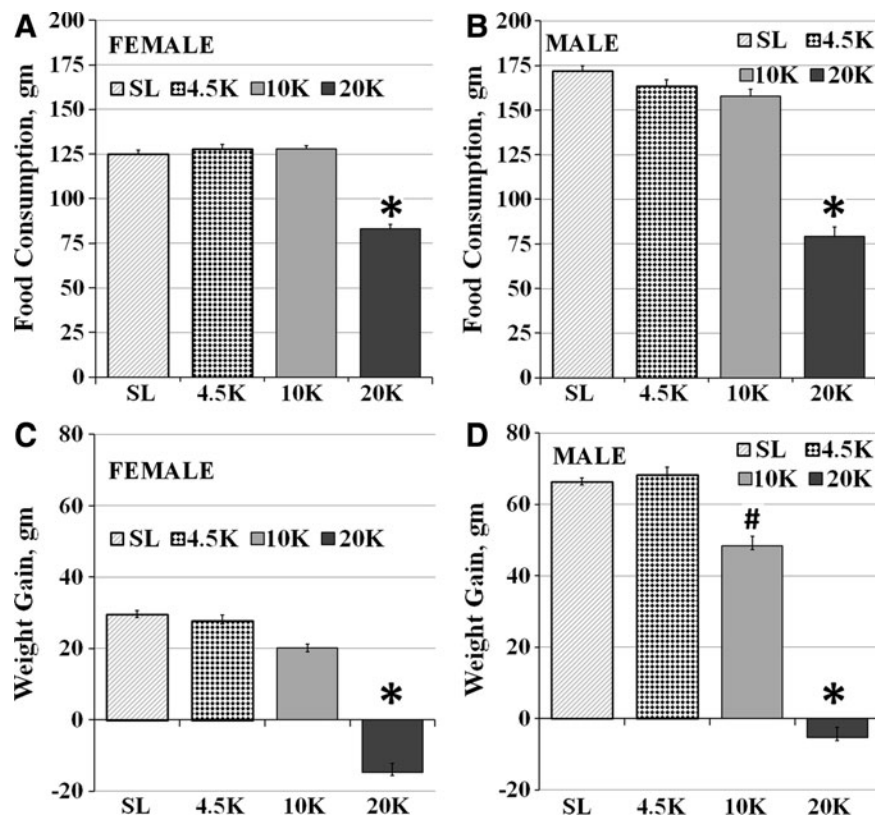 A
FEMALE
SL 4.5K 10K 20K
Food Consumption, gm
200
175
150
125
100
75
50
25
0
*
SL 4.5K 10K 20K
B
MALE
SL 4.5K
10K 20K
Food Consumption, gm
200
175
150
125
100
75
50
25
0
*
SL 4.5K 10K 20K
C
FEMALE
SL 4.5K 10K 20K
Weight Gain, gm
80
60
40
20
0
-20
*
SL 4.5K 10K 20K
D
MALE
SL 4.5K
10K 20K
Weight Gain, gm
80
60
40
20
0
-20
#
*
SL 4.5K 10K 20K